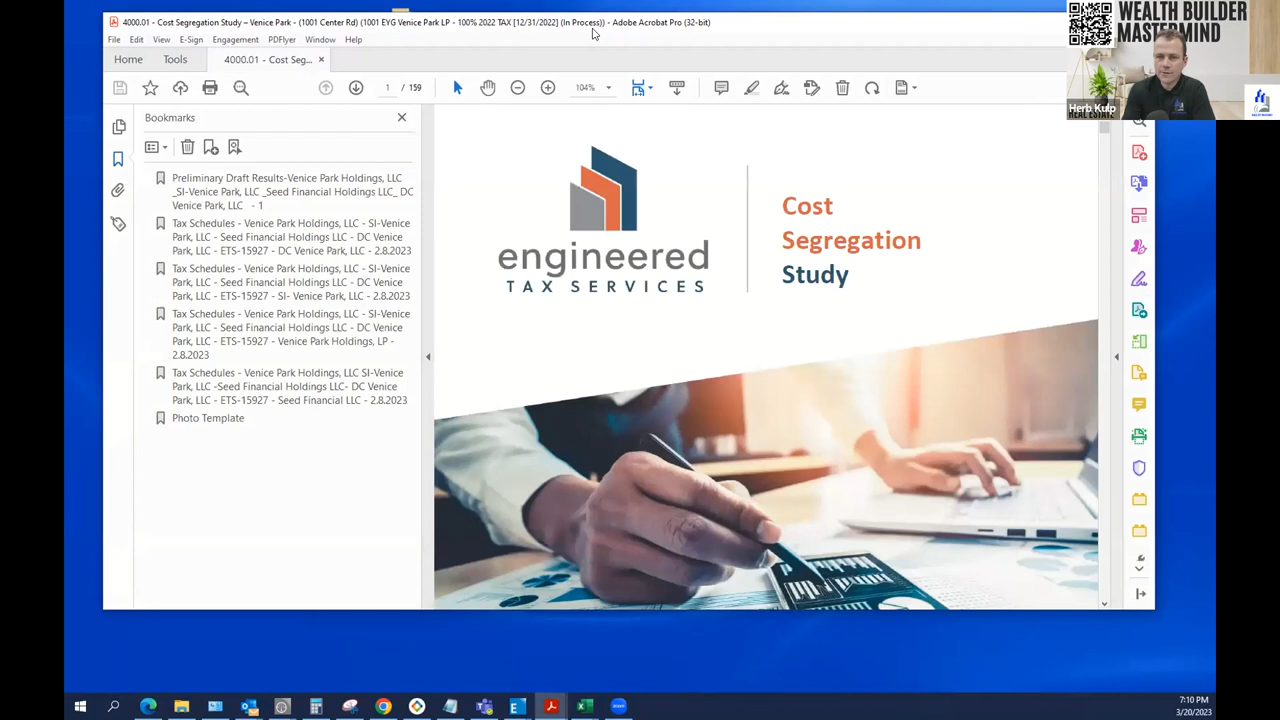 4000.01 - Cost Segregation Study – Venice Park - (1001 Center Rd) (1001 EYG Venice Park LP - 100% 2022 TAX [12/31/2022] (In Process)) - Adobe Acrobat Pro (32-bit)
File Edit View E-Sign Engagement PDFlyer Window Help
Home Tools 4000.01 - Cost Seg...
1 / 159 104%
Bookmarks
Preliminary Draft Results-Venice Park Holdings, LLC
_SI-Venice Park, LLC _Seed Financial Holdings LLC_ DC
Venice Park, LLC - 1
Tax Schedules - Venice Park Holdings, LLC - SI-Venice
Park, LLC - Seed Financial Holdings LLC - DC Venice
Park, LLC - ETS-15927 - DC Venice Park, LLC - 2.8.2023
Tax Schedules - Venice Park Holdings, LLC - SI-Venice
Park, LLC - Seed Financial Holdings LLC - DC Venice
Park, LLC - ETS-15927 - SI- Venice Park, LLC - 2.8.2023
Tax Schedules - Venice Park Holdings, LLC - SI-Venice
Park, LLC - Seed Financial Holdings LLC - DC Venice
Park, LLC - ETS-15927 - Venice Park Holdings, LP -
2.8.2023
Tax Schedules - Venice Park Holdings, LLC SI-Venice
Park, LLC -Seed Financial Holdings LLC- DC Venice
Park, LLC - ETS-15927 - Seed Financial LLC - 2.8.2023
Photo Template
engineered
TAX SERVICES
Cost
Segregation
Study
WEALTH BUILDER
MASTERMIND
Herb Kulp
REAL ESTATE
7:10 PM
3/20/2023